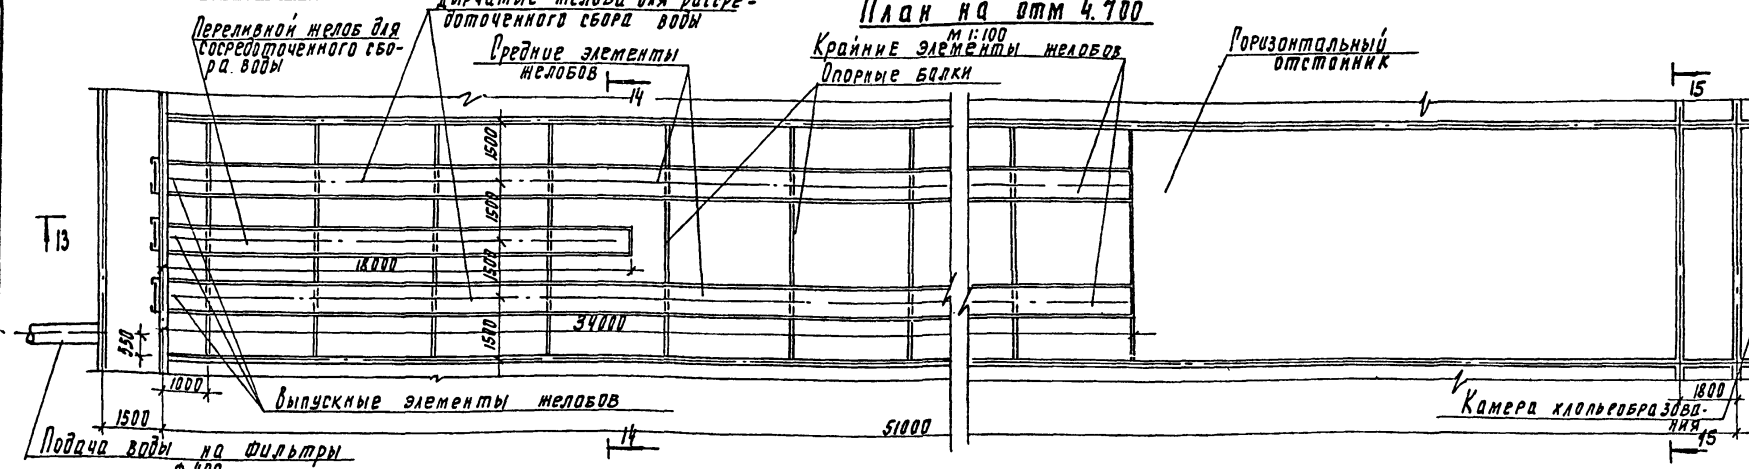 Переливной желоб для
сосредоточенного сбо-
ра воды
Дырчатые желоба для рассре-
доточенного сбора воды
Средние элементы
желобов
План на отм 4.700
М 1:100
Крайние элементы желобов
Опорные балки
Горизонтальный
отстойник
14
15
13
1500
1500
1500
1500
18000
34000
550
1000
1500
51000
1800
Выпускные элементы желобов
Камера хлопьеобразова-
ния
Подача воды на фильтры
14
15